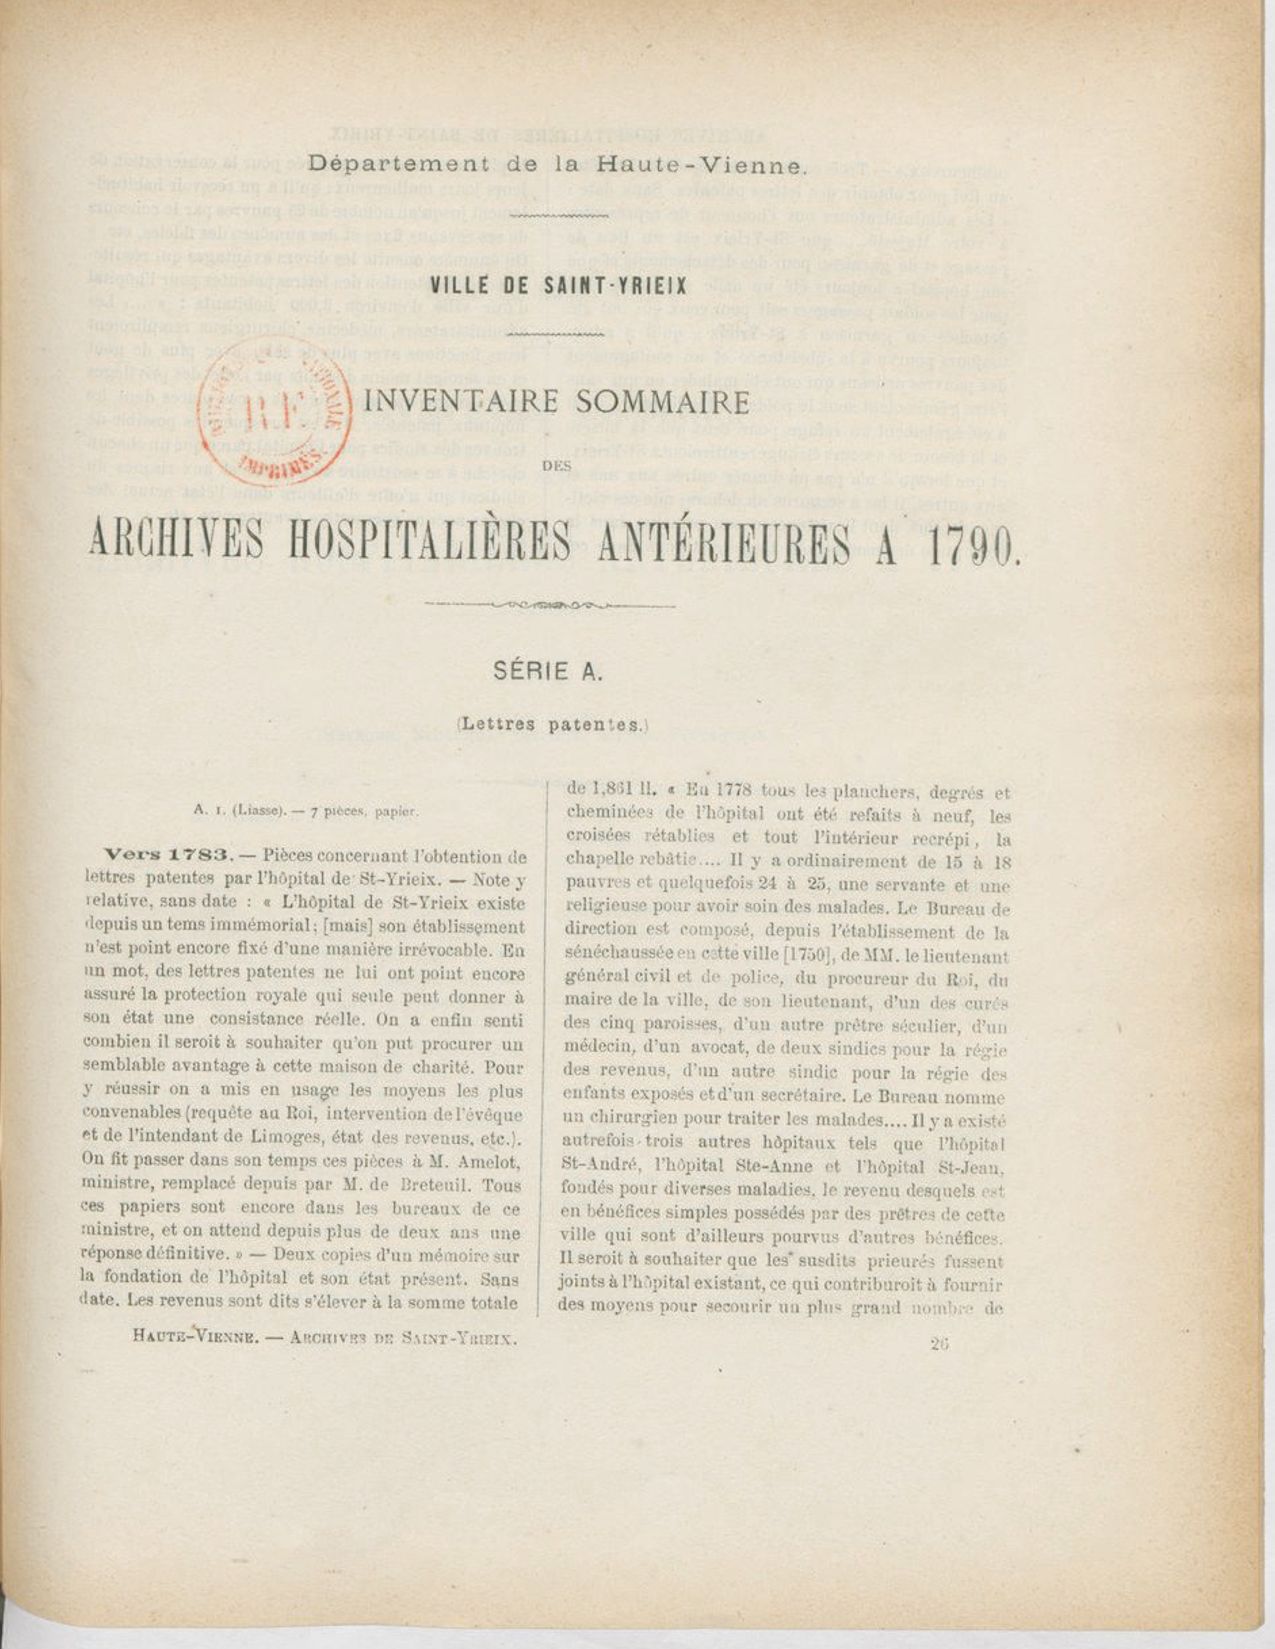 Département de la Haute-Vienne.
VILLE DE SAINT-YRIEIX
INVENTAIRE SOMMAIRE
R.F.
IMPRIMÉS.
DES
ARCHIVES HOSPITALIÈRES ANTÉRIEURES A 1790.
SÉRIE A.
(Lettres patentes.)
A. 1. (Liasse). — 7 pièces, papier.
Vers 1783. — Pièces concernant l'obtention de
lettres patentes par l'hôpital de St-Yrieix. — Note y
relative, sans date : « L'hôpital de St-Yrieix existe
depuis un tems immémorial; [mais] son établissement
n'est point encore fixé d'une manière irrévocable. En
un mot, des lettres patentes ne lui ont point encore
assuré la protection royale qui seule peut donner à
son état une consistance réelle. On a enfin senti
combien il seroit à souhaiter qu'on put procurer un
semblable avantage à cette maison de charité. Pour
y réussir on a mis en usage les moyens les plus
convenables (requête au Roi, intervention de l'évêque
et de l'intendant de Limoges, état des revenus, etc.).
On fit passer dans son temps ces pièces à M. Amelot,
ministre, remplacé depuis par M. de Breteuil. Tous
ces papiers sont encore dans les bureaux de ce
ministre, et on attend depuis plus de deux ans une
réponse définitive. » — Deux copies d'un mémoire sur
la fondation de l'hôpital et son état présent. Sans
date. Les revenus sont dits s'élever à la somme totale
de 1,861 ll. « En 1778 tous les planchers, degrés et
cheminées de l'hôpital ont été refaits à neuf, les
croisées rétablies et tout l'intérieur recrépi, la
chapelle rebâtie.... Il y a ordinairement de 15 à 18
pauvres et quelquefois 24 à 25, une servante et une
religieuse pour avoir soin des malades. Le Bureau de
direction est composé, depuis l'établissement de la
sénéchaussée en cette ville [1750], de MM. le lieutenant
général civil et de police, du procureur du Roi, du
maire de la ville, de son lieutenant, d'un des curés
des cinq paroisses, d'un autre prêtre séculier, d'un
médecin, d'un avocat, de deux sindics pour la régie
des revenus, d'un autre sindic pour la régie des
enfants exposés et d'un secrétaire. Le Bureau nomme
un chirurgien pour traiter les malades.... Il y a existé
autrefois trois autres hôpitaux tels que l'hôpital
St-André, l'hôpital Ste-Anne et l'hôpital St-Jean,
fondés pour diverses maladies, le revenu desquels est
en bénéfices simples possédés par des prêtres de cette
ville qui sont d'ailleurs pourvus d'autres bénéfices.
Il seroit à souhaiter que les susdits prieurés fussent
joints à l'hôpital existant, ce qui contriburoit à fournir
des moyens pour secourir un plus grand nombre de
HAUTE-VIENNE. — ARCHIVES DE SAINT-YRIEIX.
26